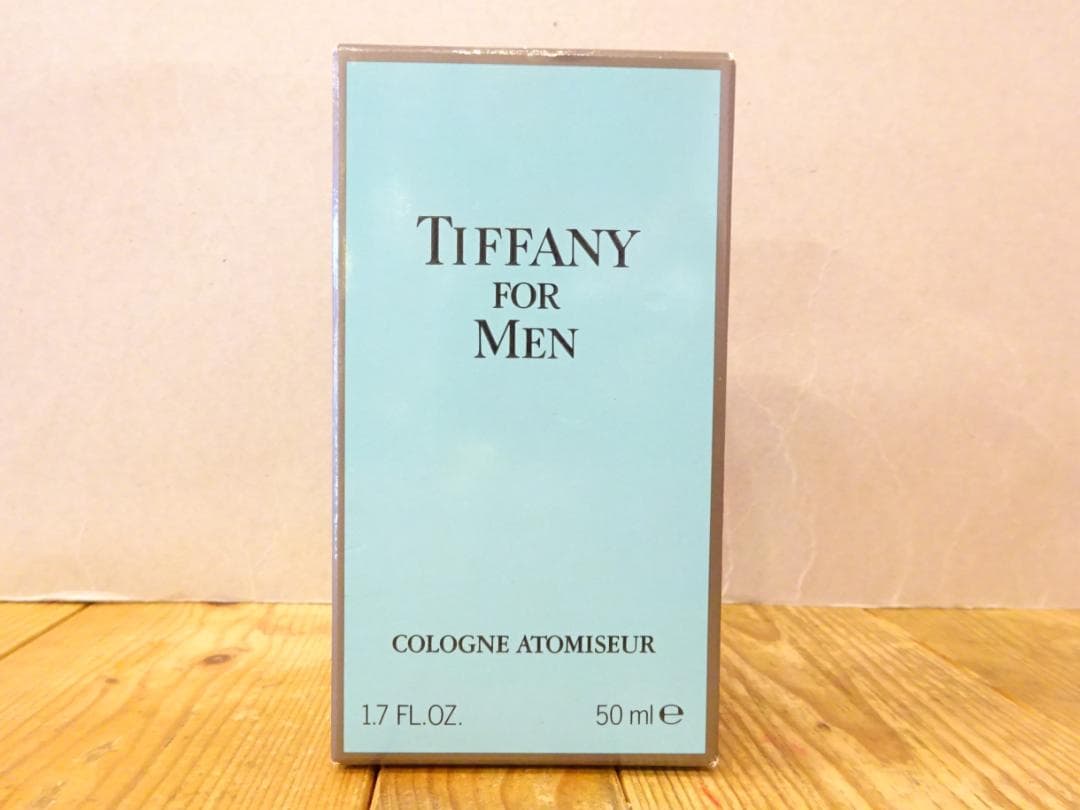 TIFFANY
FOR
MEN
COLOGNE ATOMISEUR
1.7 FL.OZ. 50 ml ℮